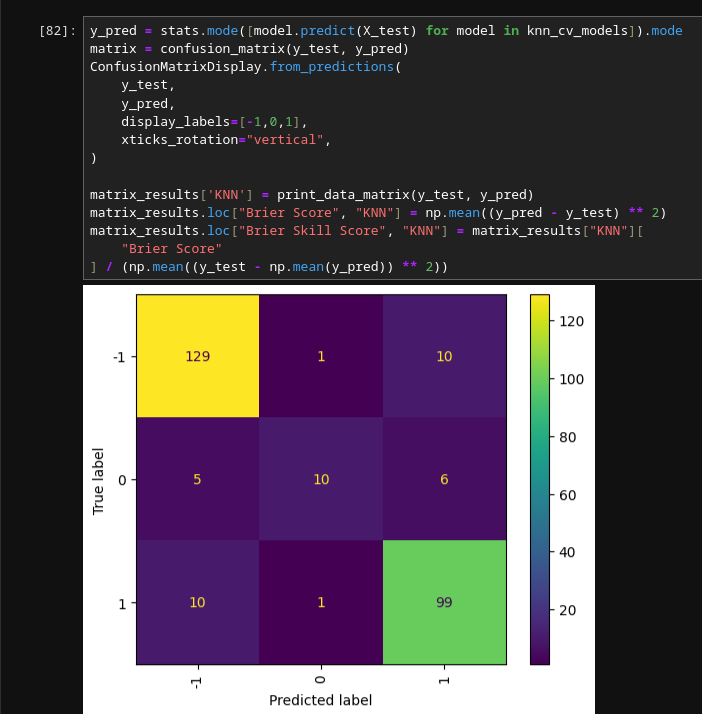 [82]: y_pred = stats.mode([model.predict(X_test) for model in knn_cv_models]).mode
matrix = confusion_matrix(y_test, y_pred)
ConfusionMatrixDisplay.from_predictions(
    y_test,
    y_pred,
    display_labels=[-1,0,1],
    xticks_rotation="vertical",
)

matrix_results['KNN'] = print_data_matrix(y_test, y_pred)
matrix_results.loc["Brier Score", "KNN"] = np.mean((y_pred - y_test) ** 2)
matrix_results.loc["Brier Skill Score", "KNN"] = matrix_results["KNN"][
    "Brier Score"
] / (np.mean((y_test - np.mean(y_pred)) ** 2))
-1 129 1 10
0 5 10 6
1 10 1 99
-1 0 1
Predicted label
True label
120
100
80
60
40
20